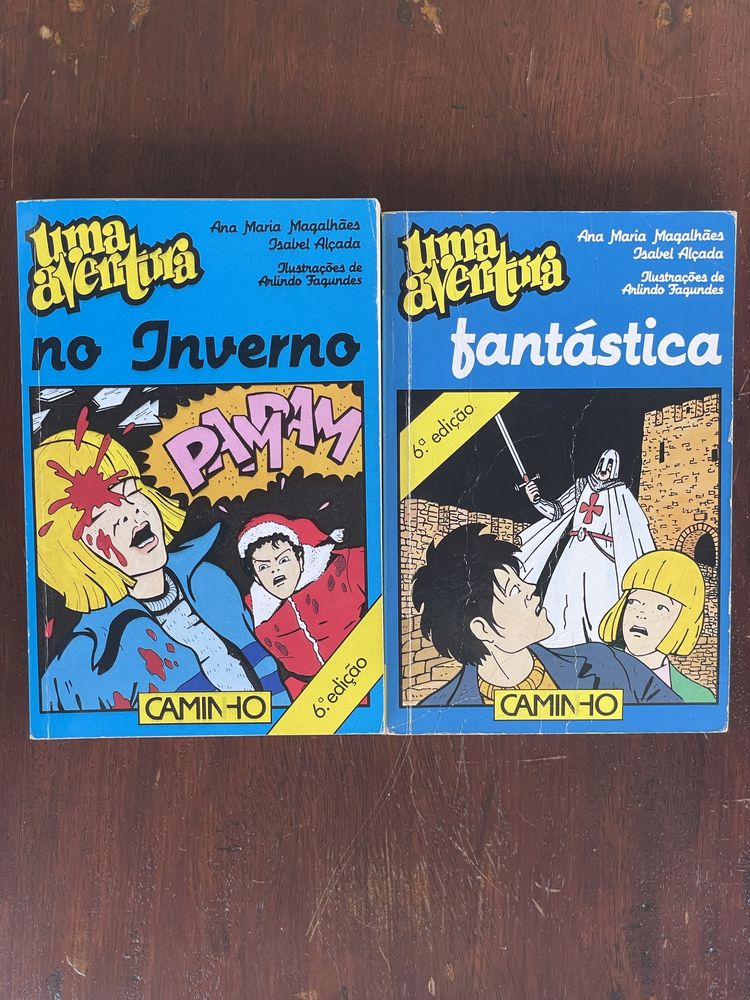 uma
aventura
Ana Maria Magalhães
Isabel Alçada
Ilustrações de
Arlindo Fagundes
no Inverno
PAM PAM
6.ª edição
CAMINHO
uma
aventura
Ana Maria Magalhães
Isabel Alçada
Ilustrações de
Arlindo Fagundes
fantástica
6.ª edição
CAMINHO